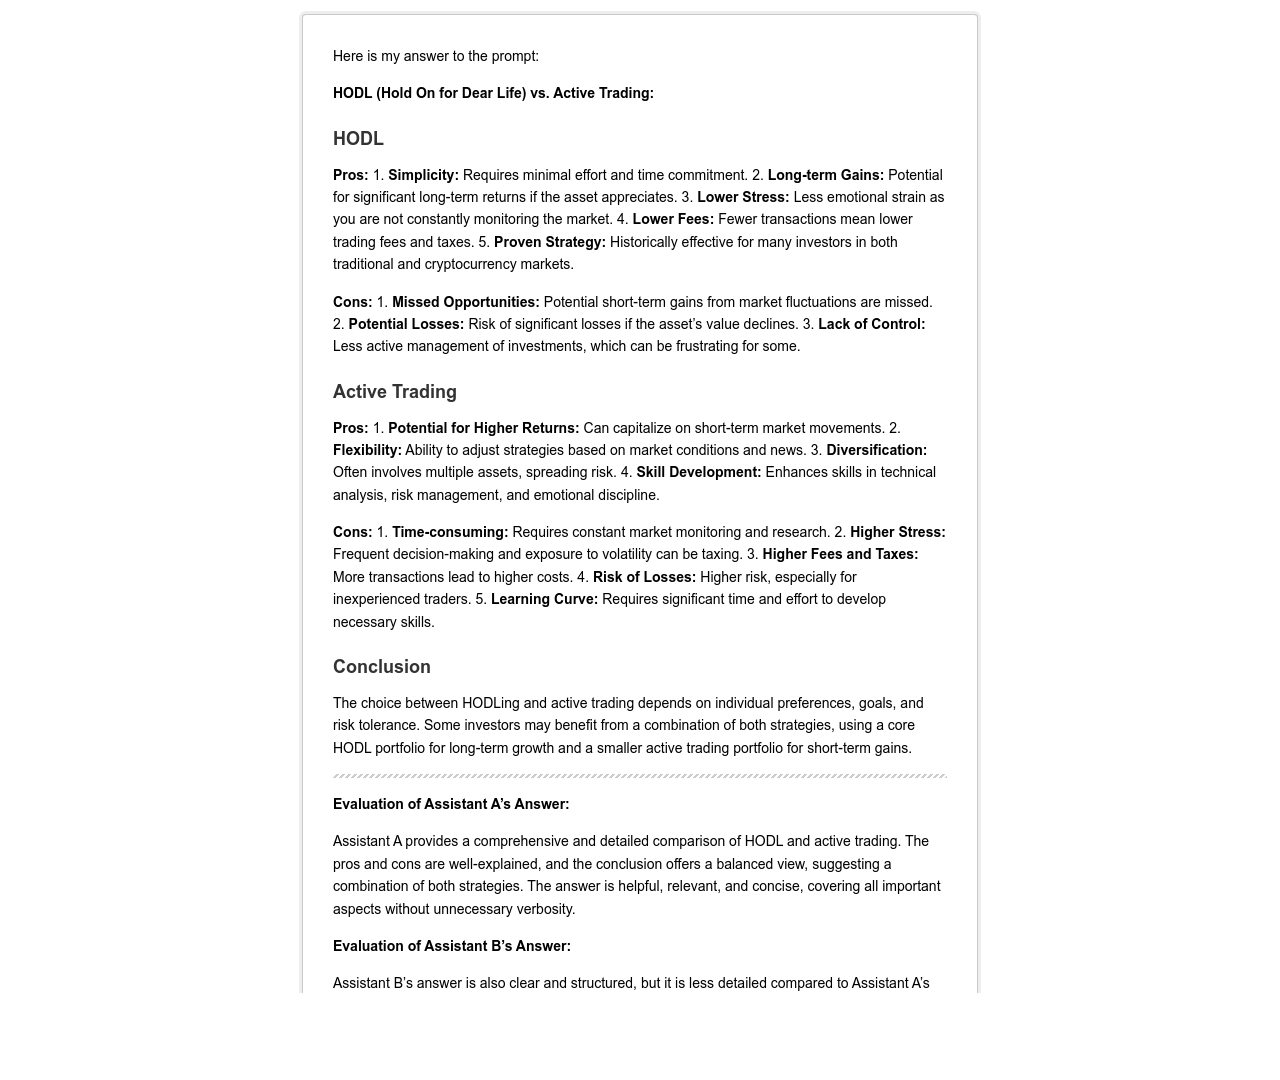 Here is my answer to the prompt:
HODL (Hold On for Dear Life) vs. Active Trading:
HODL
Pros: 1. Simplicity: Requires minimal effort and time commitment. 2. Long-term Gains: Potential
for significant long-term returns if the asset appreciates. 3. Lower Stress: Less emotional strain as
you are not constantly monitoring the market. 4. Lower Fees: Fewer transactions mean lower
trading fees and taxes. 5. Proven Strategy: Historically effective for many investors in both
traditional and cryptocurrency markets.
Cons: 1. Missed Opportunities: Potential short-term gains from market fluctuations are missed.
2. Potential Losses: Risk of significant losses if the asset’s value declines. 3. Lack of Control:
Less active management of investments, which can be frustrating for some.
Active Trading
Pros: 1. Potential for Higher Returns: Can capitalize on short-term market movements. 2.
Flexibility: Ability to adjust strategies based on market conditions and news. 3. Diversification:
Often involves multiple assets, spreading risk. 4. Skill Development: Enhances skills in technical
analysis, risk management, and emotional discipline.
Cons: 1. Time-consuming: Requires constant market monitoring and research. 2. Higher Stress:
Frequent decision-making and exposure to volatility can be taxing. 3. Higher Fees and Taxes:
More transactions lead to higher costs. 4. Risk of Losses: Higher risk, especially for
inexperienced traders. 5. Learning Curve: Requires significant time and effort to develop
necessary skills.
Conclusion
The choice between HODLing and active trading depends on individual preferences, goals, and
risk tolerance. Some investors may benefit from a combination of both strategies, using a core
HODL portfolio for long-term growth and a smaller active trading portfolio for short-term gains.
Evaluation of Assistant A’s Answer:
Assistant A provides a comprehensive and detailed comparison of HODL and active trading. The
pros and cons are well-explained, and the conclusion offers a balanced view, suggesting a
combination of both strategies. The answer is helpful, relevant, and concise, covering all important
aspects without unnecessary verbosity.
Evaluation of Assistant B’s Answer:
Assistant B’s answer is also clear and structured, but it is less detailed compared to Assistant A’s